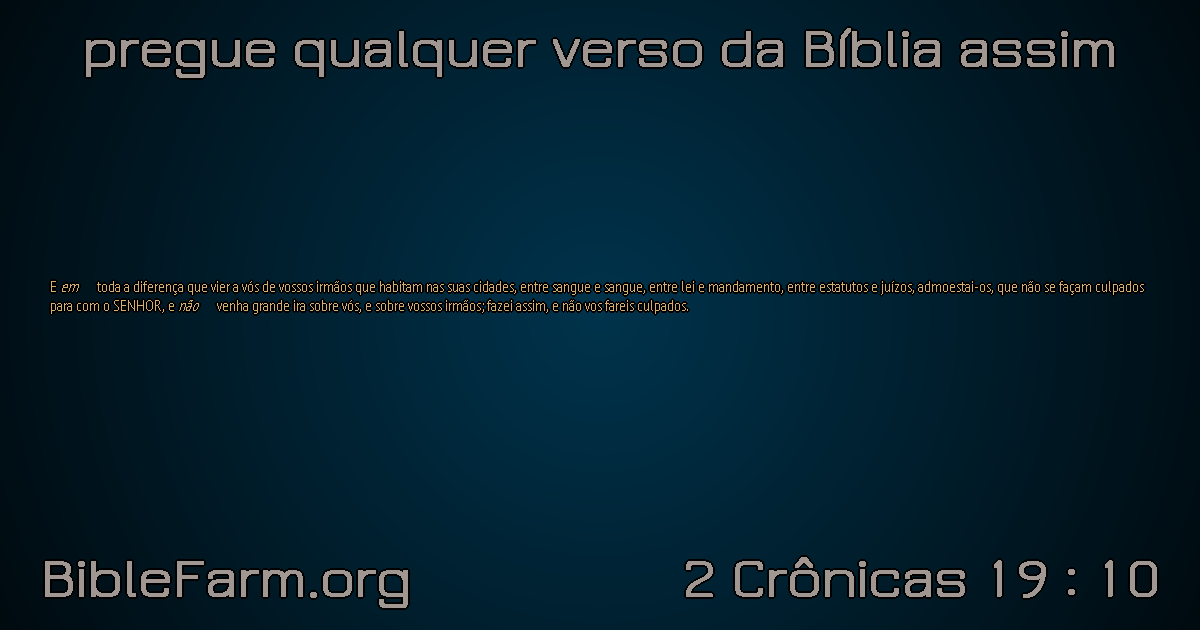 pregue qualquer verso da Bíblia assim
E em toda a diferença que vier a vós de vossos irmãos que habitam nas suas cidades, entre sangue e sangue, entre lei e mandamento, entre estatutos e juízos, admoestai-os, que não se façam culpados
para com o SENHOR, e não venha grande ira sobre vós, e sobre vossos irmãos; fazei assim, e não vos fareis culpados.
BibleFarm.org
2 Crônicas 19 : 10